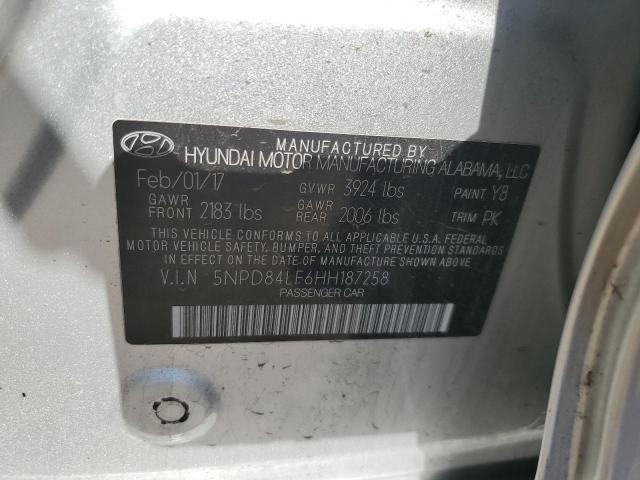 MANUFACTURED BY
HYUNDAI MOTOR MANUFACTURING ALABAMA, LLC
Feb/01/17 GVWR 3924 lbs PAINT Y8
GAWR FRONT 2183 lbs GAWR REAR 2006 lbs TRIM PK
THIS VEHICLE CONFORMS TO ALL APPLICABLE U.S.A. FEDERAL
MOTOR VEHICLE SAFETY, BUMPER, AND THEFT PREVENTION STANDARDS
IN EFFECT ON THE DATE OF MANUFACTURE SHOWN ABOVE.
V.I.N 5NPD84LF6HH187258
PASSENGER CAR